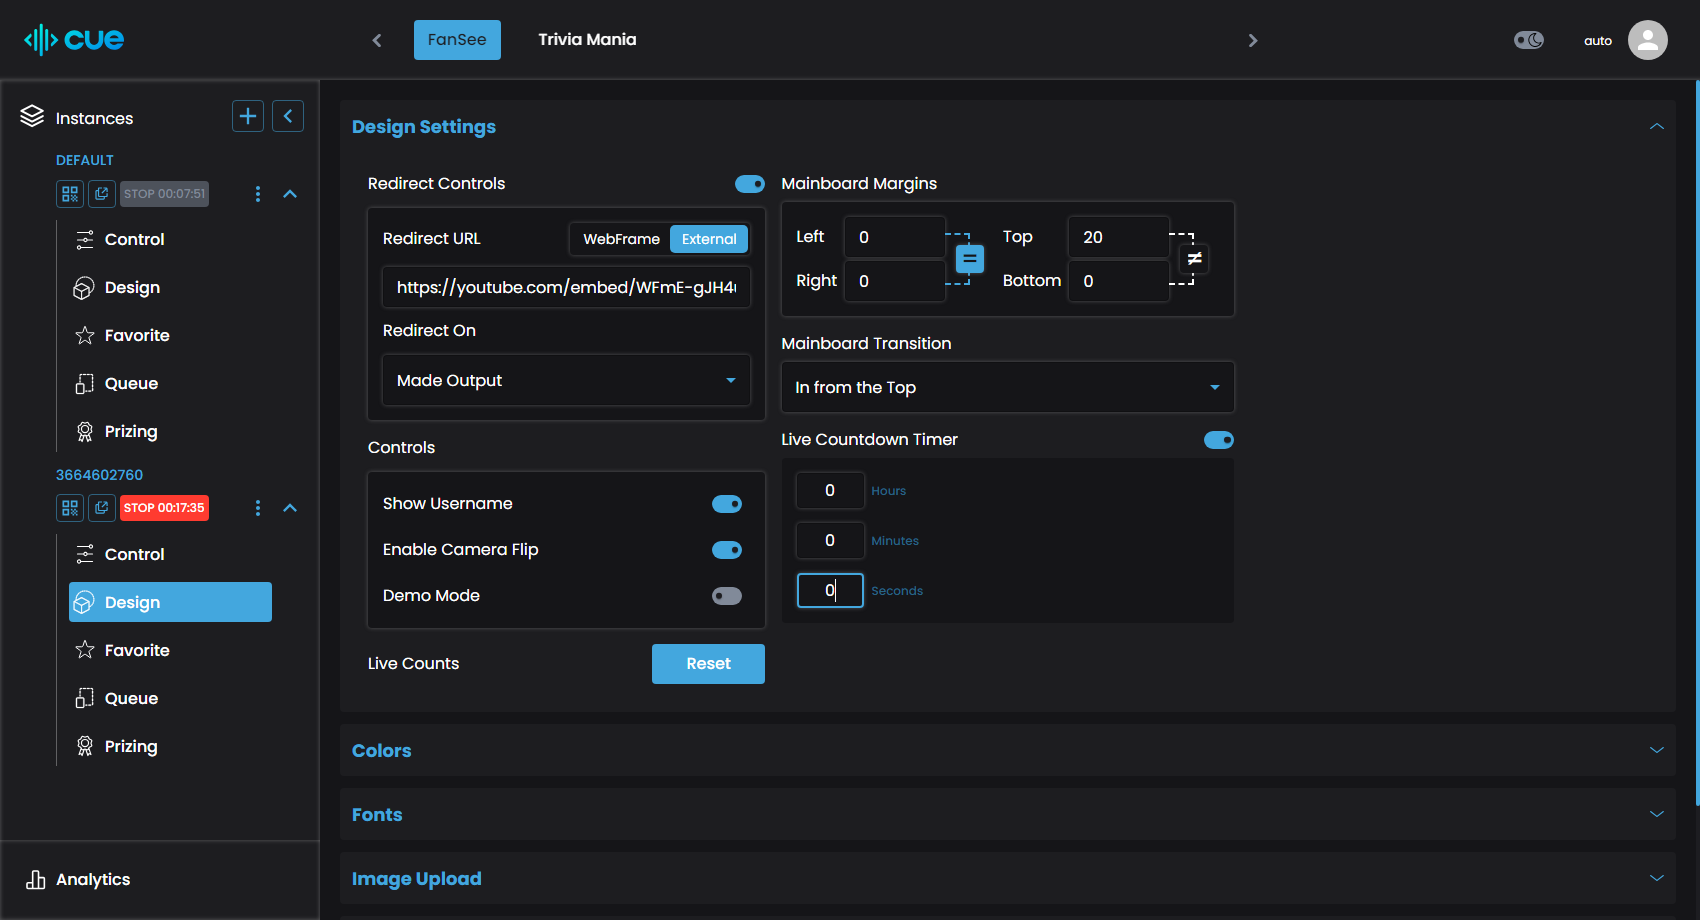 cue
FanSee
Trivia Mania
auto
Instances
DEFAULT
STOP 00:07:51
Control
Design
Favorite
Queue
Prizing
3664602760
STOP 00:17:35
Control
Design
Favorite
Queue
Prizing
Analytics
Design Settings
Redirect Controls
Redirect URL
WebFrame
External
https://youtube.com/embed/WFmE-gJH4
Redirect On
Made Output
Controls
Show Username
Enable Camera Flip
Demo Mode
Live Counts
Reset
Mainboard Margins
Left
0
=
Top
20
≠
Right
0
Bottom
0
Mainboard Transition
In from the Top
Live Countdown Timer
0 Hours
0 Minutes
0 Seconds
Colors
Fonts
Image Upload